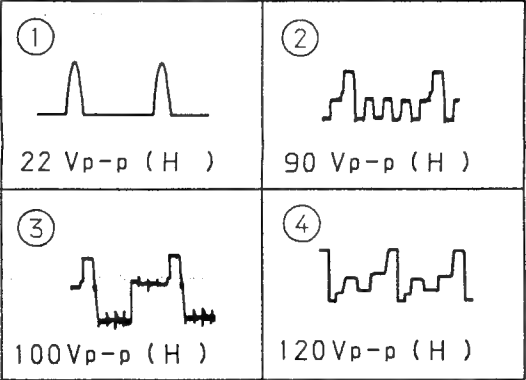 ①
22 Vp-p ( H )
②
90 Vp-p ( H )
③
100Vp-p ( H )
④
120Vp-p ( H )